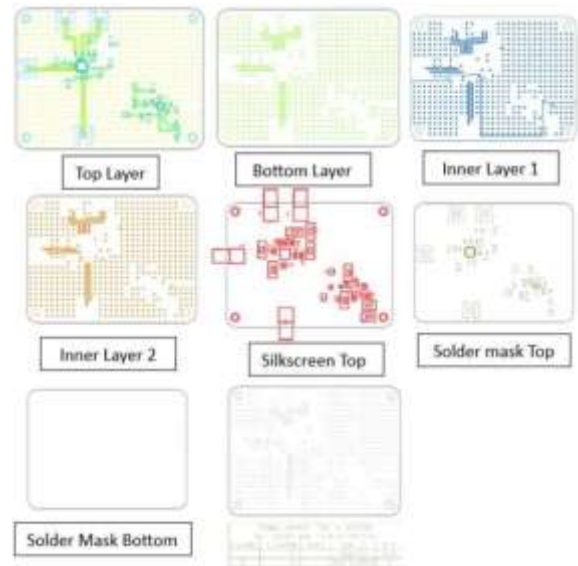 Top Layer
Bottom Layer
Inner Layer 1
Inner Layer 2
Silkscreen Top
Solder mask Top
Solder Mask Bottom